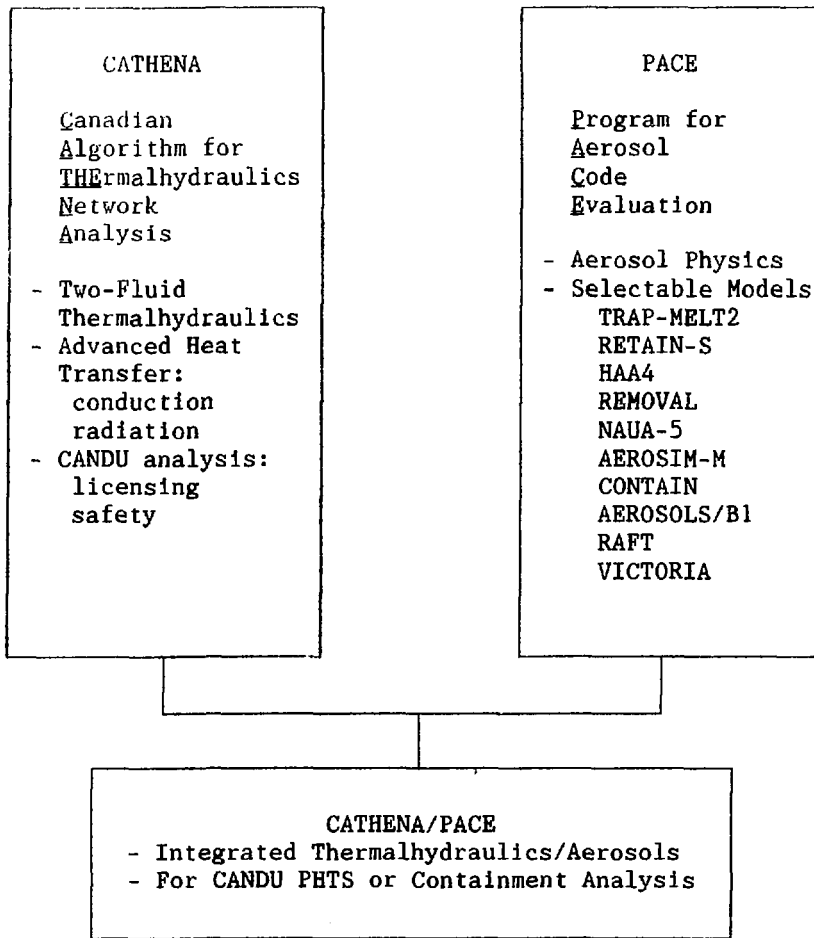 CATHENA
Canadian
Algorithm for
THErmalhydraulics
Network
Analysis
- Two-Fluid
Thermalhydraulics
- Advanced Heat
Transfer:
conduction
radiation
- CANDU analysis:
licensing
safety
PACE
Program for
Aerosol
Code
Evaluation
- Aerosol Physics
- Selectable Models
TRAP-MELT2
RETAIN-S
HAA4
REMOVAL
NAUA-5
AEROSIM-M
CONTAIN
AEROSOLS/B1
RAFT
VICTORIA
CATHENA/PACE
- Integrated Thermalhydraulics/Aerosols
- For CANDU PHTS or Containment Analysis